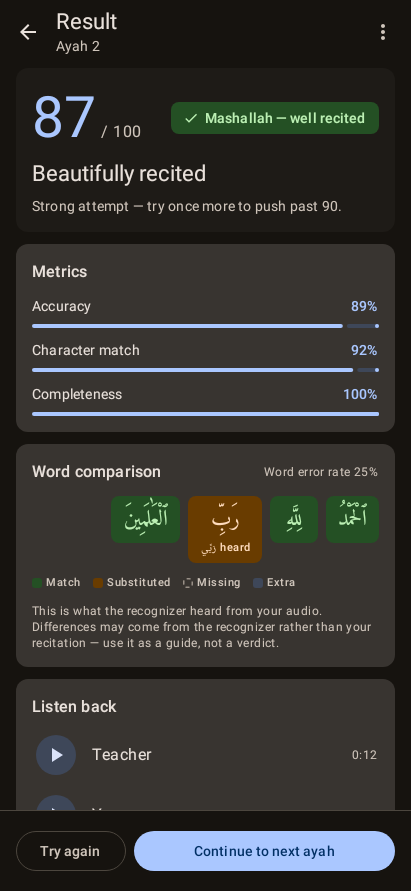 Result
Ayah 2
87 / 100
Mashallah — well recited
Beautifully recited
Strong attempt — try once more to push past 90.
Metrics
Accuracy 89%
Character match 92%
Completeness 100%
Word comparison Word error rate 25%
ٱلْحَمْدُ لِلَّهِ رَبِّ ٱلْعَٰلَمِينَ
heard
Match Substituted Missing Extra
This is what the recognizer heard from your audio.
Differences may come from the recognizer rather than your
recitation — use it as a guide, not a verdict.
Listen back
Teacher 0:12
Try again Continue to next ayah